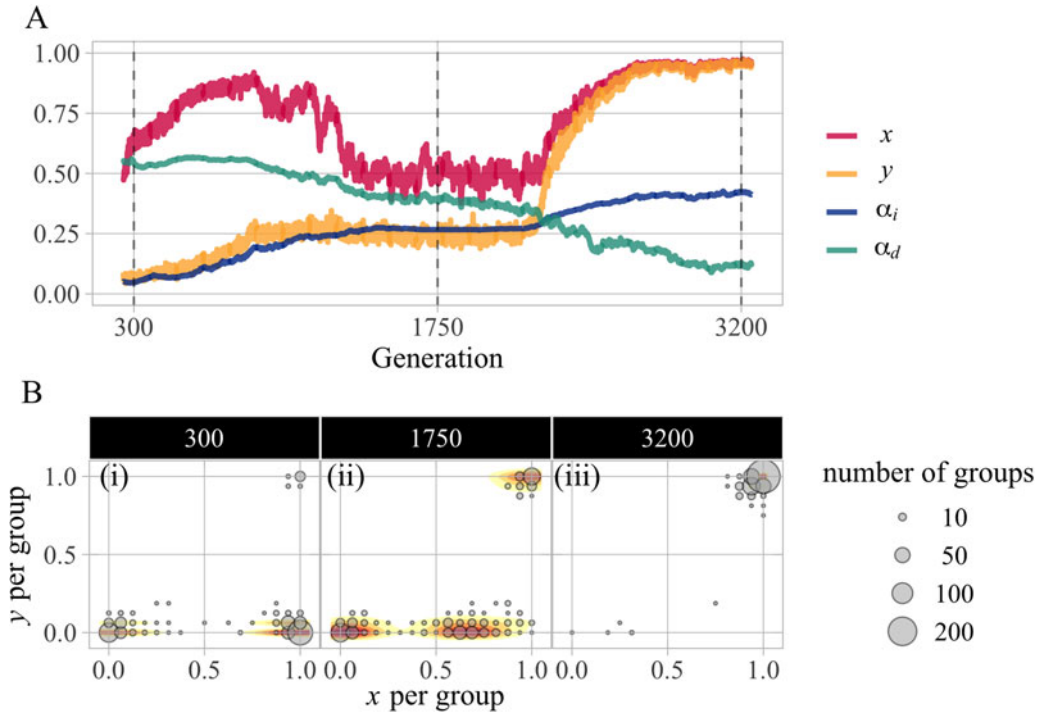 A
1.00
0.75
0.50
0.25
0.00
300 1750 3200
Generation
x
y
αi
αd
B
300 1750 3200
(i) (ii) (iii)
1.0
0.5
0.0
y per group
0.0 0.5 1.0 0.0 0.5 1.0 0.0 0.5 1.0
x per group
number of groups
10
50
100
200